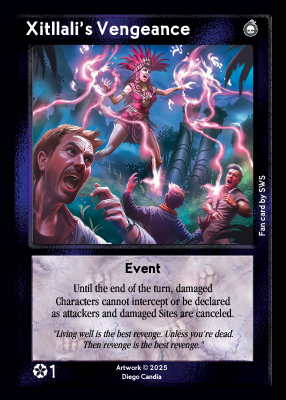 Xitllali's Vengeance
Fan card by SWS
Event
Until the end of the turn, damaged
Characters cannot intercept or be declared
as attackers and damaged Sites are canceled.
"Living well is the best revenge. Unless you're dead.
Then revenge is the best revenge."
1
Artwork © 2025
Diego Candia